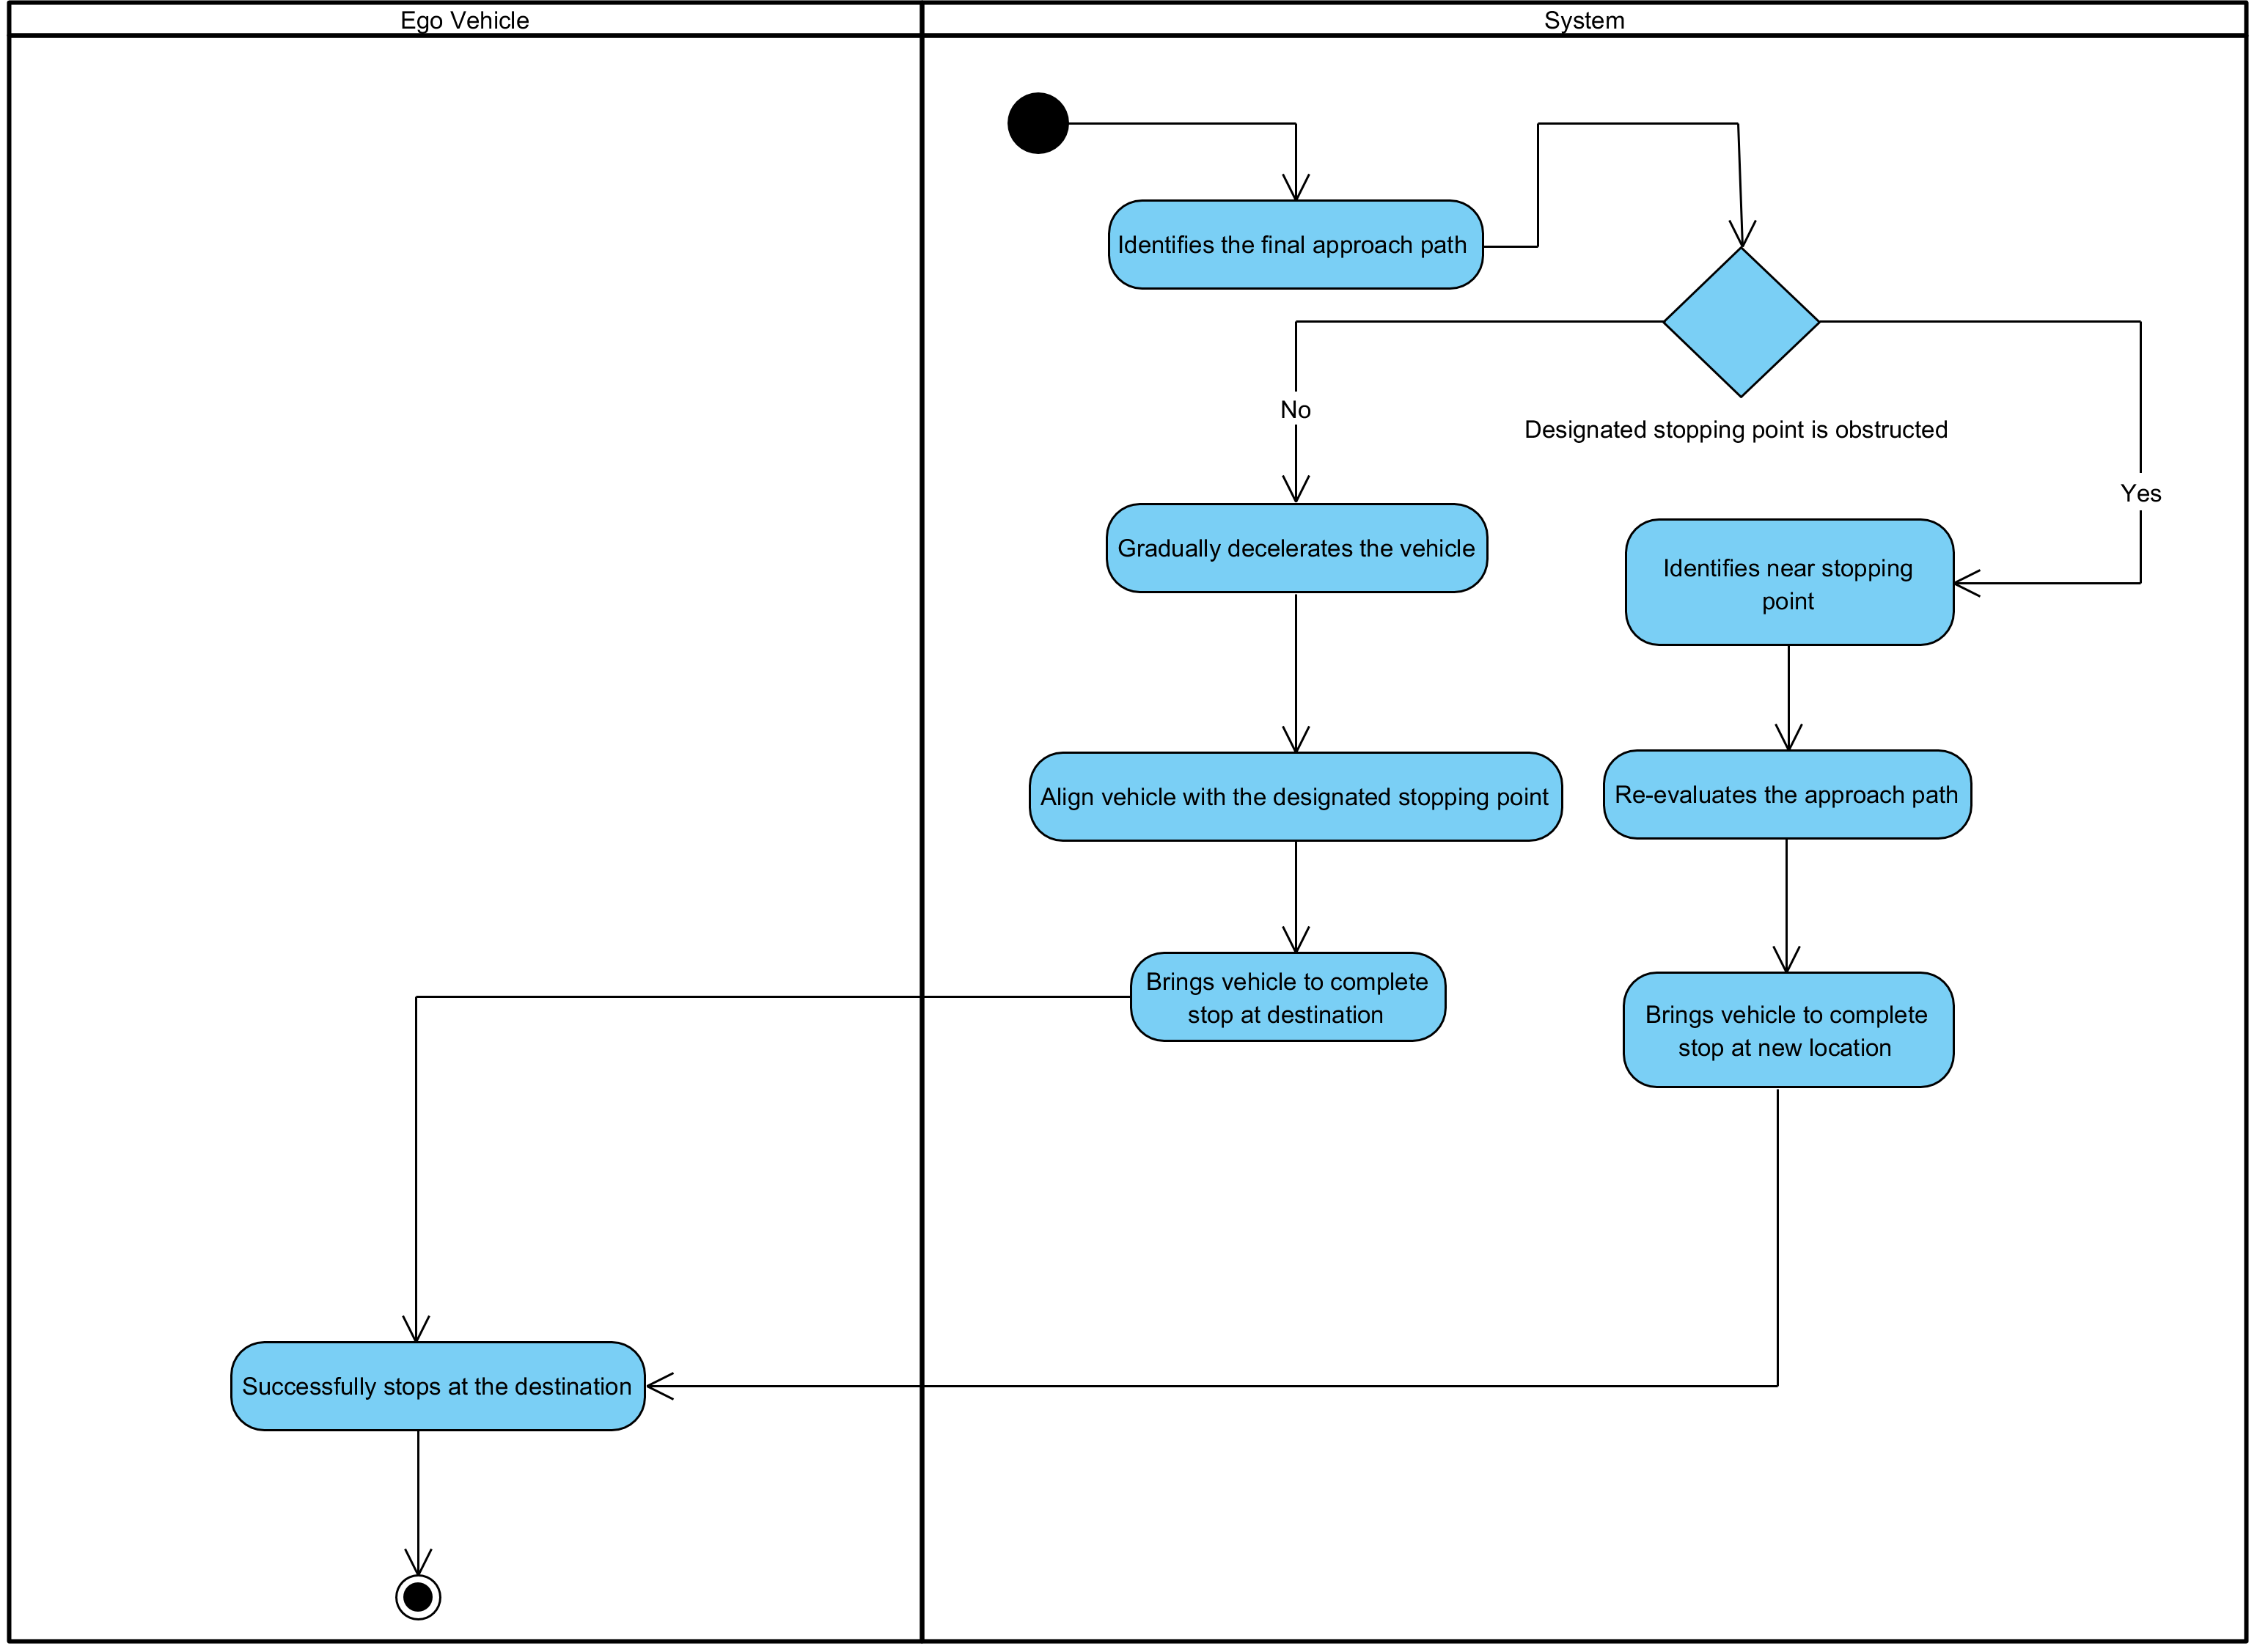 Ego Vehicle
System
Identifies the final approach path
No
Designated stopping point is obstructed
Yes
Gradually decelerates the vehicle
Identifies near stopping
point
Align vehicle with the designated stopping point
Re-evaluates the approach path
Brings vehicle to complete
stop at destination
Brings vehicle to complete
stop at new location
Successfully stops at the destination